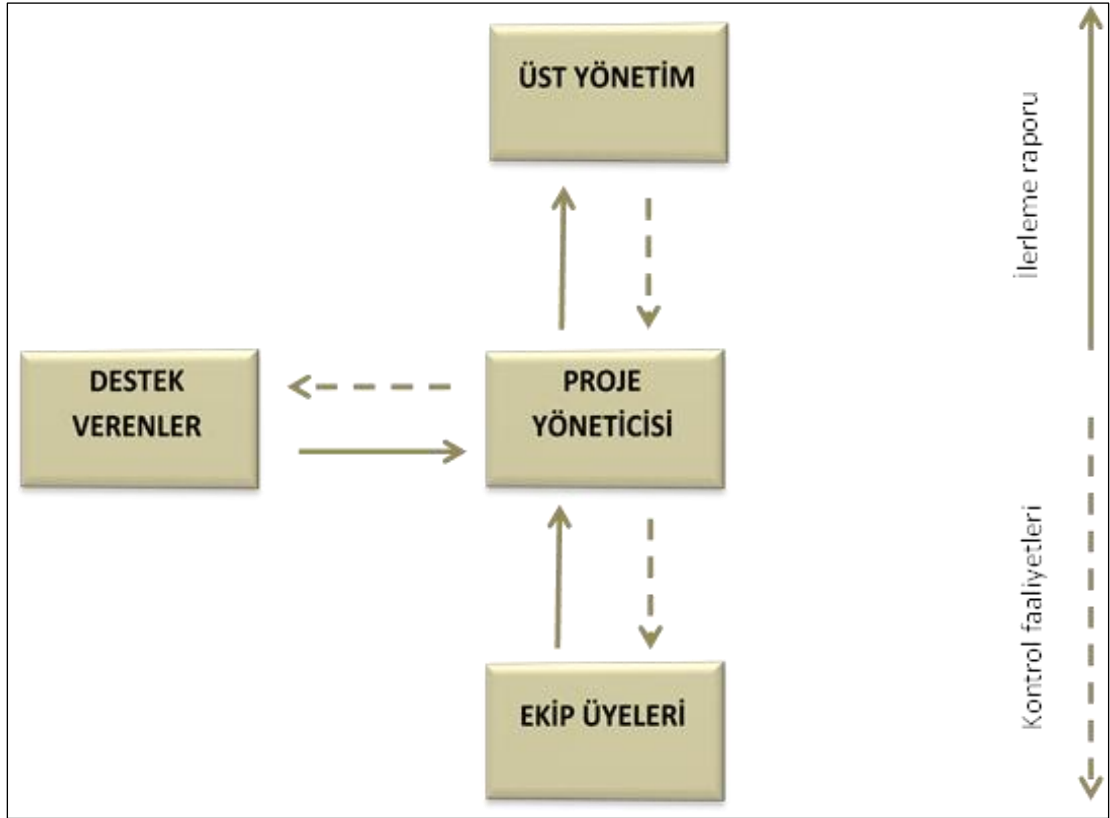 ÜST YÖNETİM
İlerleme raporu
DESTEK
VERENLER
PROJE
YÖNETİCİSİ
Kontrol faaliyetleri
EKİP ÜYELERİ